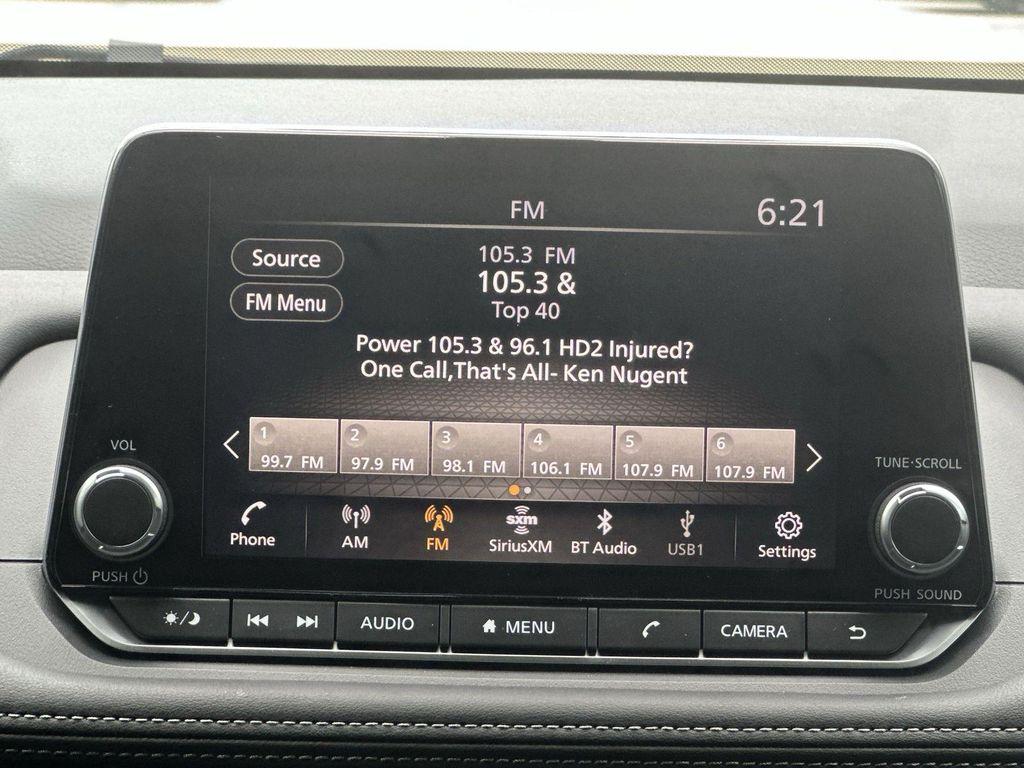 FM
6:21
Source
FM Menu
105.3 FM
105.3 &
Top 40
Power 105.3 & 96.1 HD2 Injured?
One Call,That's All- Ken Nugent
1
99.7 FM
2
97.9 FM
3
98.1 FM
4
106.1 FM
5
107.9 FM
6
107.9 FM
Phone
AM
FM
sxm
SiriusXM
BT Audio
USB1
Settings
VOL
PUSH
TUNE·SCROLL
PUSH SOUND
AUDIO
MENU
CAMERA